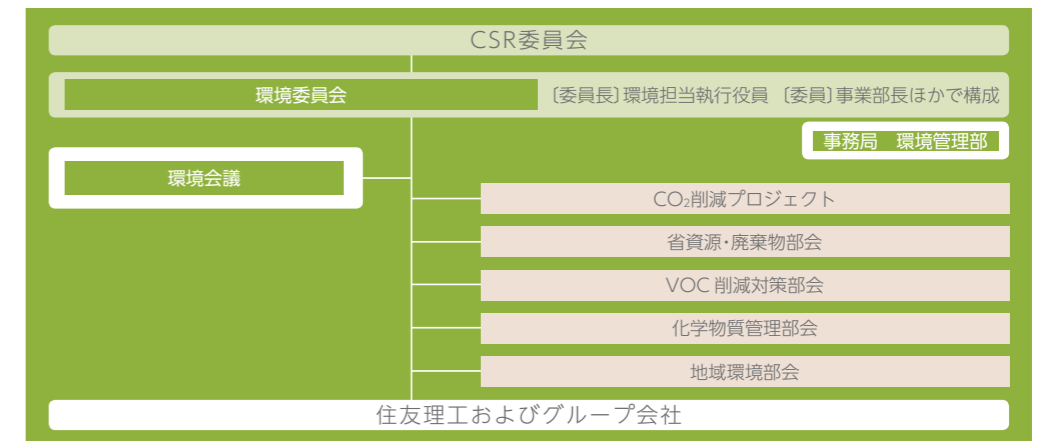 CSR委員会
環境委員会 〔委員長〕環境担当執行役員 〔委員〕事業部長ほかで構成
事務局 環境管理部
環境会議
CO₂削減プロジェクト
省資源・廃棄物部会
VOC 削減対策部会
化学物質管理部会
地域環境部会
住友理工およびグループ会社